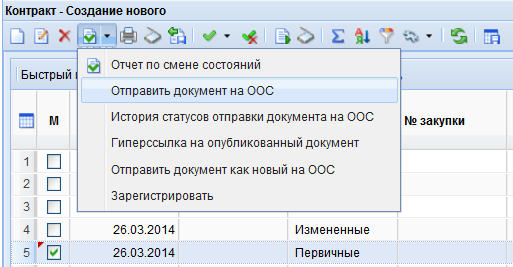 Контракт - Создание нового
Отчет по смене состояний
Быстрый
Отправить документ на ООС
История статусов отправки документа на ООС
М
№ закупки
Гиперссылка на опубликованный документ
1
2
Отправить документ как новый на ООС
3
Зарегистрировать
4 26.03.2014 Измененные
5 26.03.2014 Первичные